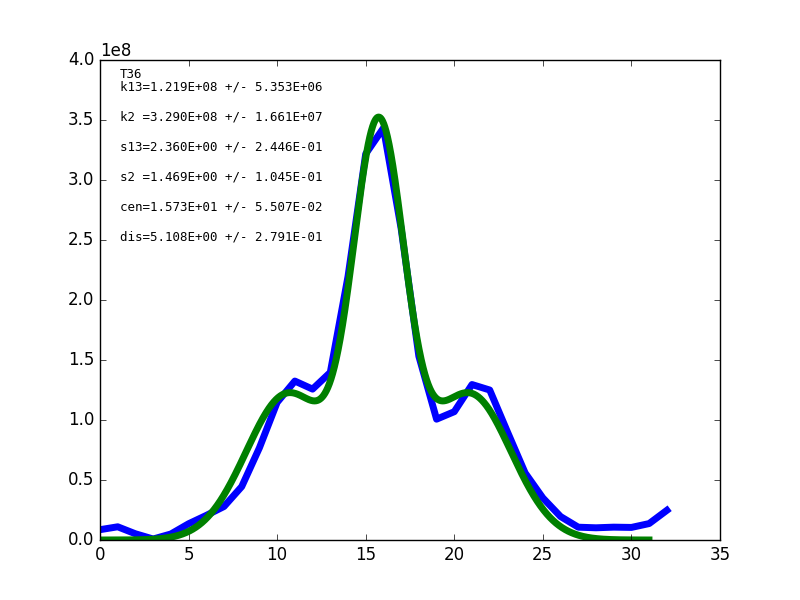 1e8
T36
k13=1.219E+08 +/- 5.353E+06
k2 =3.290E+08 +/- 1.661E+07
s13=2.360E+00 +/- 2.446E-01
s2 =1.469E+00 +/- 1.045E-01
cen=1.573E+01 +/- 5.507E-02
dis=5.108E+00 +/- 2.791E-01
4.0
3.5
3.0
2.5
2.0
1.5
1.0
0.5
0.0
0 5 10 15 20 25 30 35